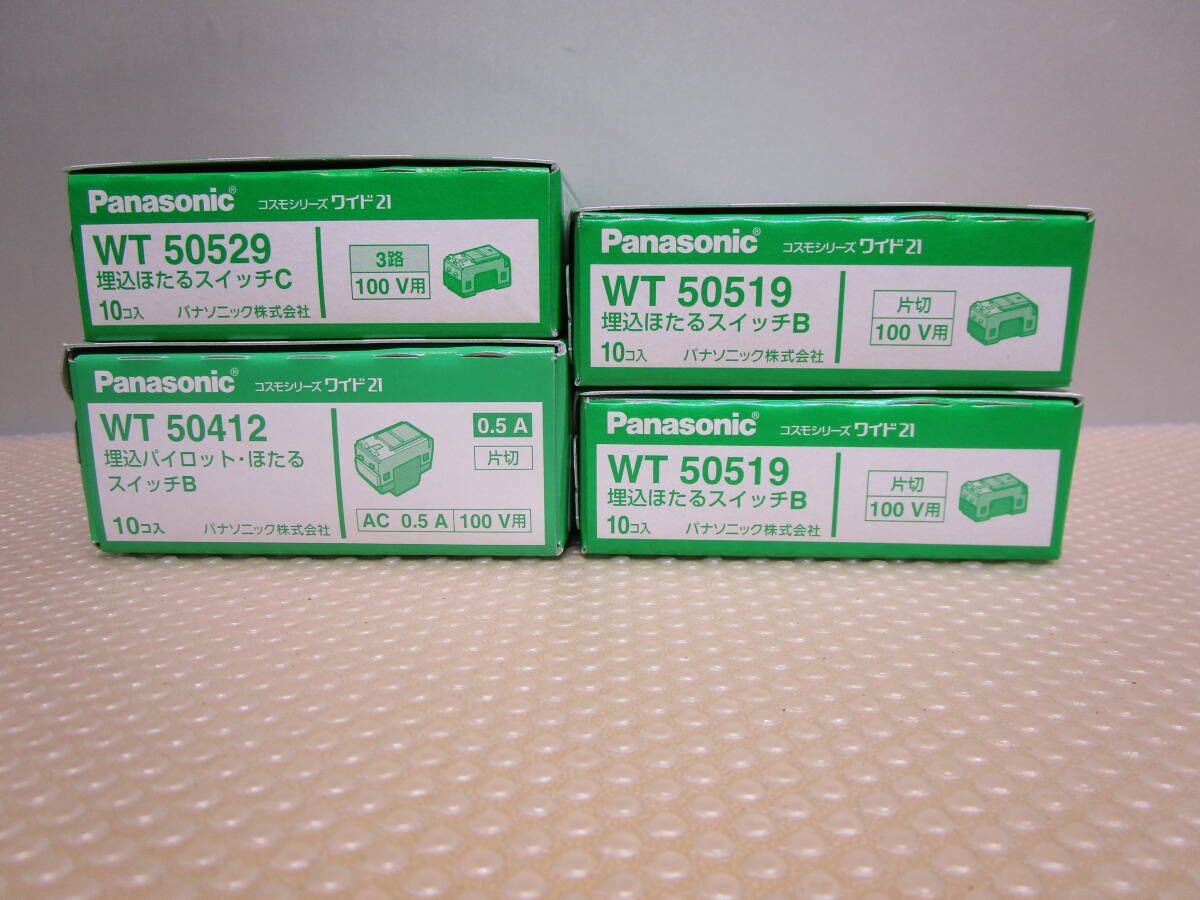 Panasonic® コスモシリーズ ワイド21
WT 50529
埋込ほたるスイッチC
10コ入 パナソニック株式会社
3路
100 V用
Panasonic® コスモシリーズ ワイド21
WT 50412
埋込パイロット・ほたる
スイッチB
10コ入 パナソニック株式会社
0.5 A
片切
AC 0.5 A 100 V用
Panasonic® コスモシリーズ ワイド21
WT 50519
埋込ほたるスイッチB
10コ入 パナソニック株式会社
片切
100 V用
Panasonic® コスモシリーズ ワイド21
WT 50519
埋込ほたるスイッチB
10コ入 パナソニック株式会社
片切
100 V用